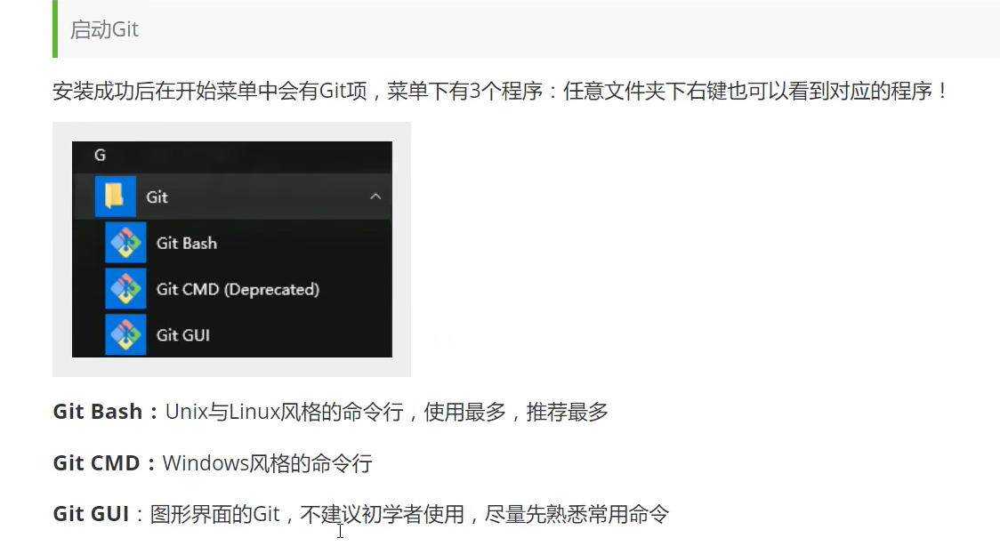 启动Git
安装成功后在开始菜单中会有Git项，菜单下有3个程序：任意文件夹下右键也可以看到对应的程序！
G
Git
Git Bash
Git CMD (Deprecated)
Git GUI
Git Bash：Unix与Linux风格的命令行，使用最多，推荐最多
Git CMD：Windows风格的命令行
Git GUI：图形界面的Git，不建议初学者使用，尽量先熟悉常用命令